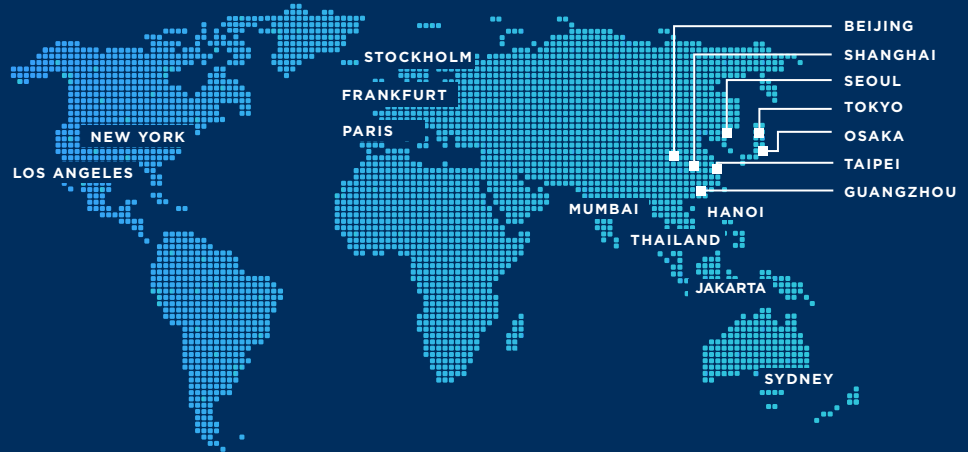 BEIJING
SHANGHAI
STOCKHOLM
SEOUL
FRANKFURT
TOKYO
PARIS
NEW YORK
OSAKA
TAIPEI
LOS ANGELES
GUANGZHOU
MUMBAI
HANOI
THAILAND
JAKARTA
SYDNEY